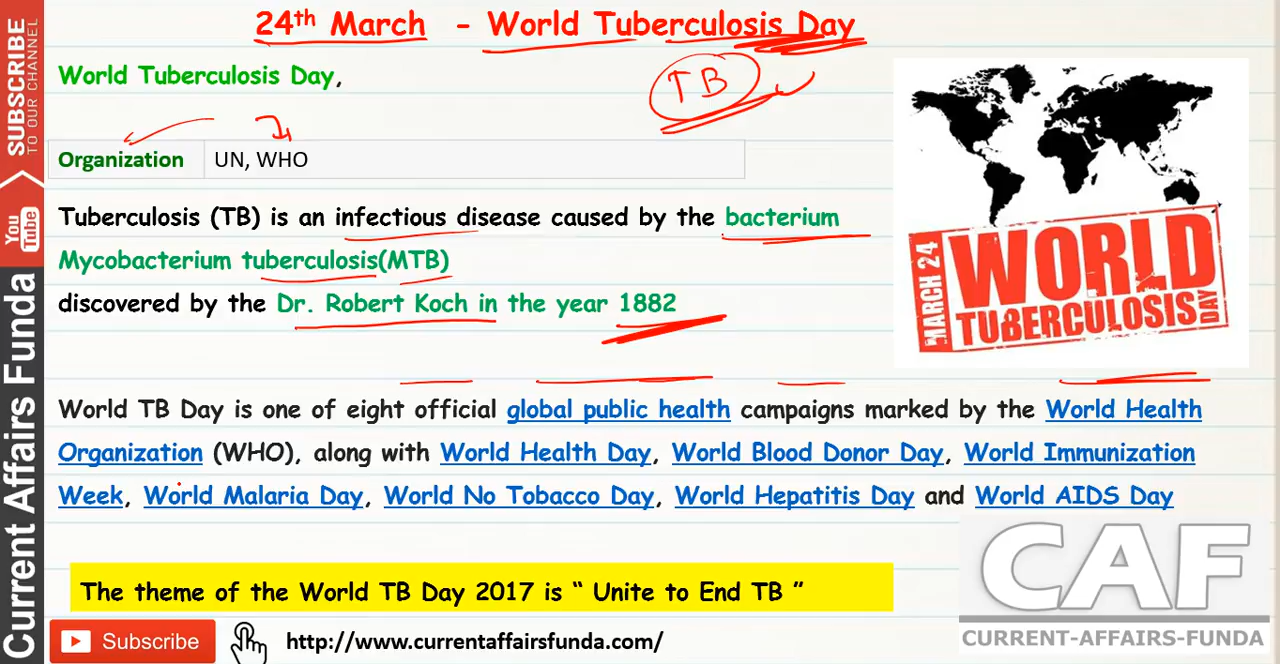 24th March - World Tuberculosis Day
World Tuberculosis Day,
TB
Organization UN, WHO
Tuberculosis (TB) is an infectious disease caused by the bacterium
Mycobacterium tuberculosis(MTB)
discovered by the Dr. Robert Koch in the year 1882
MARCH 24
WORLD
TUBERCULOSIS
DAY
World TB Day is one of eight official global public health campaigns marked by the World Health
Organization (WHO), along with World Health Day, World Blood Donor Day, World Immunization
Week, World Malaria Day, World No Tobacco Day, World Hepatitis Day and World AIDS Day
The theme of the World TB Day 2017 is “ Unite to End TB ”
Subscribe http://www.currentaffairsfunda.com/
CAF
CURRENT-AFFAIRS-FUNDA
SUBSCRIBE
TO OUR CHANNEL
You Tube
Current Affairs Funda